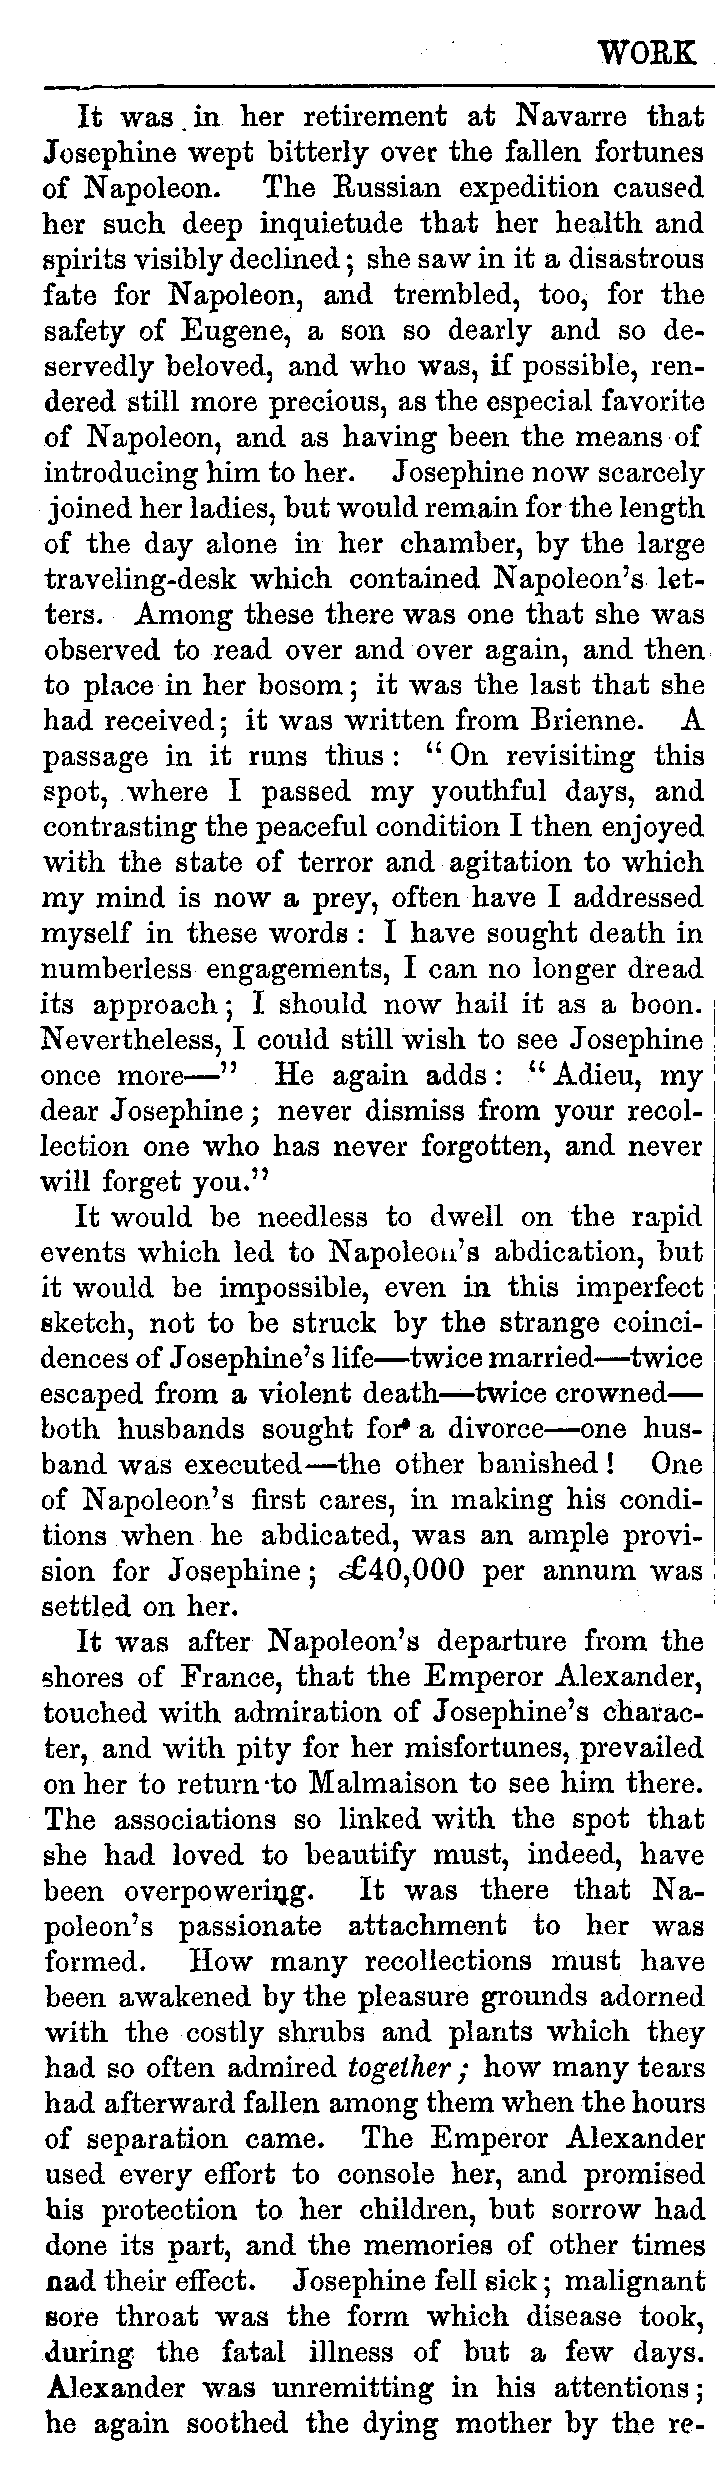 WORK
It was in her retirement at Navarre that
Josephine wept bitterly over the fallen fortunes
of Napoleon. The Russian expedition caused
her such deep inquietude that her health and
spirits visibly declined; she saw in it a disastrous
fate for Napoleon, and trembled, too, for the
safety of Eugene, a son so dearly and so de-
servedly beloved, and who was, if possible, ren-
dered still more precious, as the especial favorite
of Napoleon, and as having been the means of
introducing him to her. Josephine now scarcely
joined her ladies, but would remain for the length
of the day alone in her chamber, by the large
traveling-desk which contained Napoleon's let-
ters. Among these there was one that she was
observed to read over and over again, and then
to place in her bosom; it was the last that she
had received; it was written from Brienne. A
passage in it runs thus: "On revisiting this
spot, where I passed my youthful days, and
contrasting the peaceful condition I then enjoyed
with the state of terror and agitation to which
my mind is now a prey, often have I addressed
myself in these words: I have sought death in
numberless engagements, I can no longer dread
its approach; I should now hail it as a boon.
Nevertheless, I could still wish to see Josephine
once more—" He again adds: "Adieu, my
dear Josephine; never dismiss from your recol-
lection one who has never forgotten, and never
will forget you."
It would be needless to dwell on the rapid
events which led to Napoleon's abdication, but
it would be impossible, even in this imperfect
sketch, not to be struck by the strange coinci-
dences of Josephine's life—twice married—twice
escaped from a violent death—twice crowned—
both husbands sought for a divorce—one hus-
band was executed—the other banished! One
of Napoleon's first cares, in making his condi-
tions when he abdicated, was an ample provi-
sion for Josephine; £40,000 per annum was
settled on her.
It was after Napoleon's departure from the
shores of France, that the Emperor Alexander,
touched with admiration of Josephine's charac-
ter, and with pity for her misfortunes, prevailed
on her to return to Malmaison to see him there.
The associations so linked with the spot that
she had loved to beautify must, indeed, have
been overpowering. It was there that Na-
poleon's passionate attachment to her was
formed. How many recollections must have
been awakened by the pleasure grounds adorned
with the costly shrubs and plants which they
had so often admired together; how many tears
had afterward fallen among them when the hours
of separation came. The Emperor Alexander
used every effort to console her, and promised
his protection to her children, but sorrow had
done its part, and the memories of other times
had their effect. Josephine fell sick; malignant
sore throat was the form which disease took,
during the fatal illness of but a few days.
Alexander was unremitting in his attentions;
he again soothed the dying mother by the re-